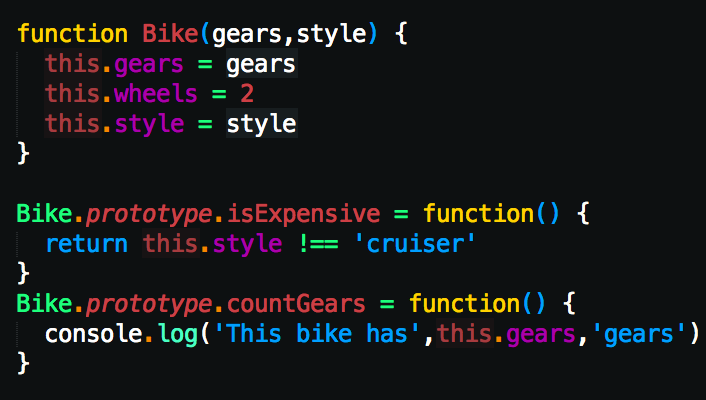 function Bike(gears,style) {
  this.gears = gears
  this.wheels = 2
  this.style = style
}

Bike.prototype.isExpensive = function() {
  return this.style !== 'cruiser'
}
Bike.prototype.countGears = function() {
  console.log('This bike has',this.gears,'gears')
}